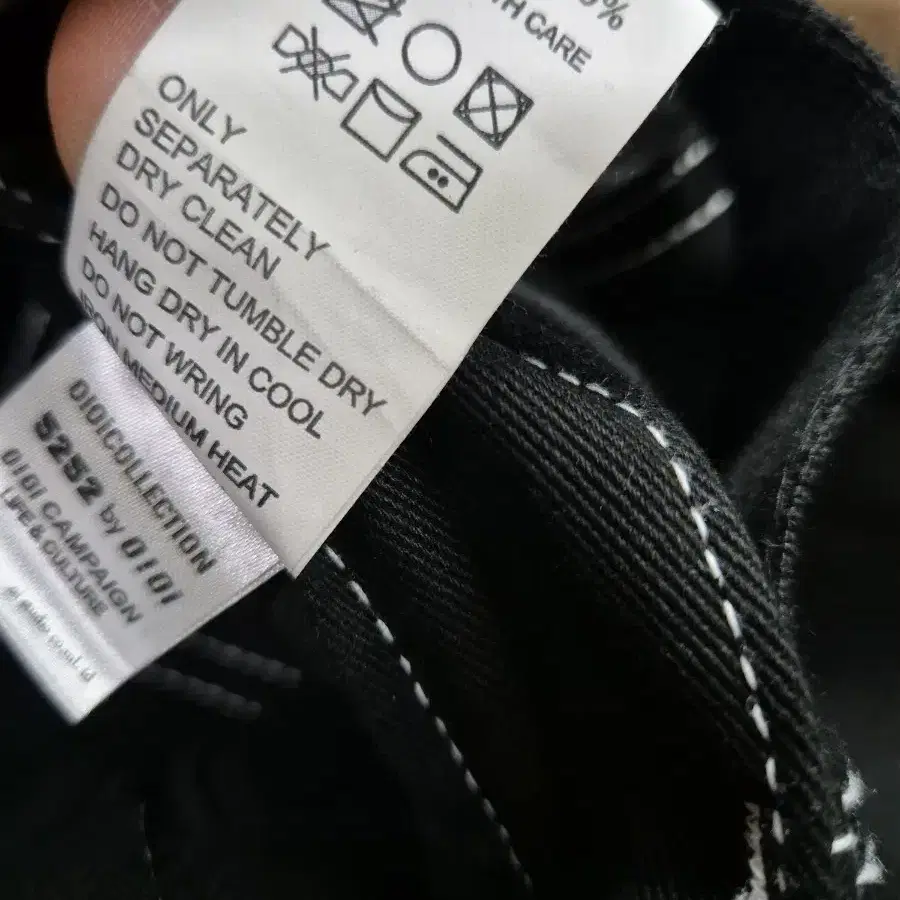 %
CARE
ONLY
SEPARATELY
DRY CLEAN
DO NOT TUMBLE DRY
HANG DRY IN COOL
DO NOT WRING
IRON MEDIUM HEAT
OIOICOLLECTION
5252 by OIOI
OIOI CAMPAIGN
LIFE&CULTURE